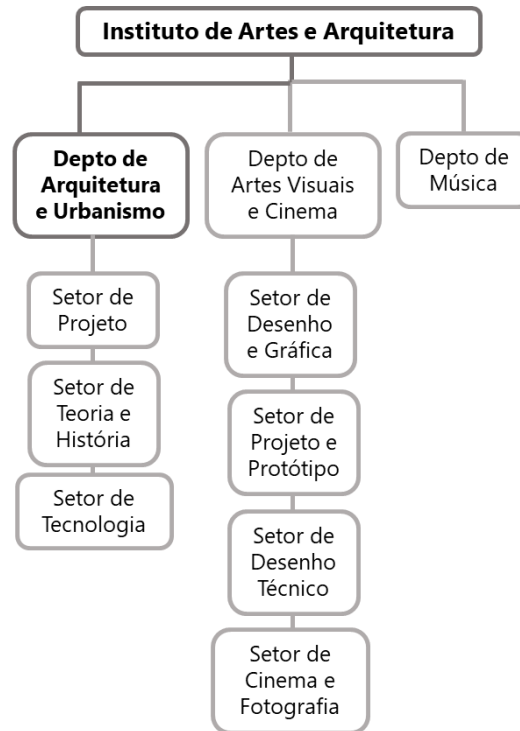 Instituto de Artes e Arquitetura
Depto de
Arquitetura
e Urbanismo
Depto de
Artes Visuais
e Cinema
Depto de
Música
Setor de
Projeto
Setor de
Teoria e
História
Setor de
Tecnologia
Setor de
Desenho
e Gráfica
Setor de
Projeto e
Protótipo
Setor de
Desenho
Técnico
Setor de
Cinema e
Fotografia